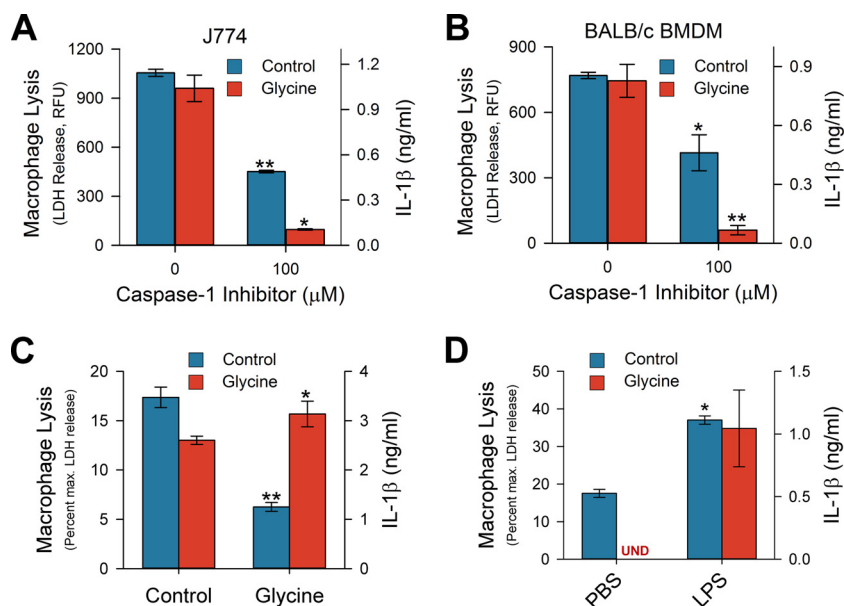 A
J774
Macrophage Lysis
(LDH Release, RFU)
1200
900
600
300
0
Control
Glycine
**
*
1.2
0.9
0.6
0.3
0.0
IL-1β (ng/ml)
0
100
Caspase-1 Inhibitor (μM)
B
BALB/c BMDM
Macrophage Lysis
(LDH Release, RFU)
900
600
300
0
Control
Glycine
*
**
0.9
0.6
0.3
0.0
IL-1β (ng/ml)
0
100
Caspase-1 Inhibitor (μM)
C
Macrophage Lysis
(Percent max. LDH release)
20
15
10
5
0
Control
Glycine
**
*
4
3
2
1
0
IL-1β (ng/ml)
Control
Glycine
D
Macrophage Lysis
(Percent max. LDH release)
50
40
30
20
10
0
Control
Glycine
*
UND
1.5
1.0
0.5
0.0
IL-1β (ng/ml)
PBS
LPS